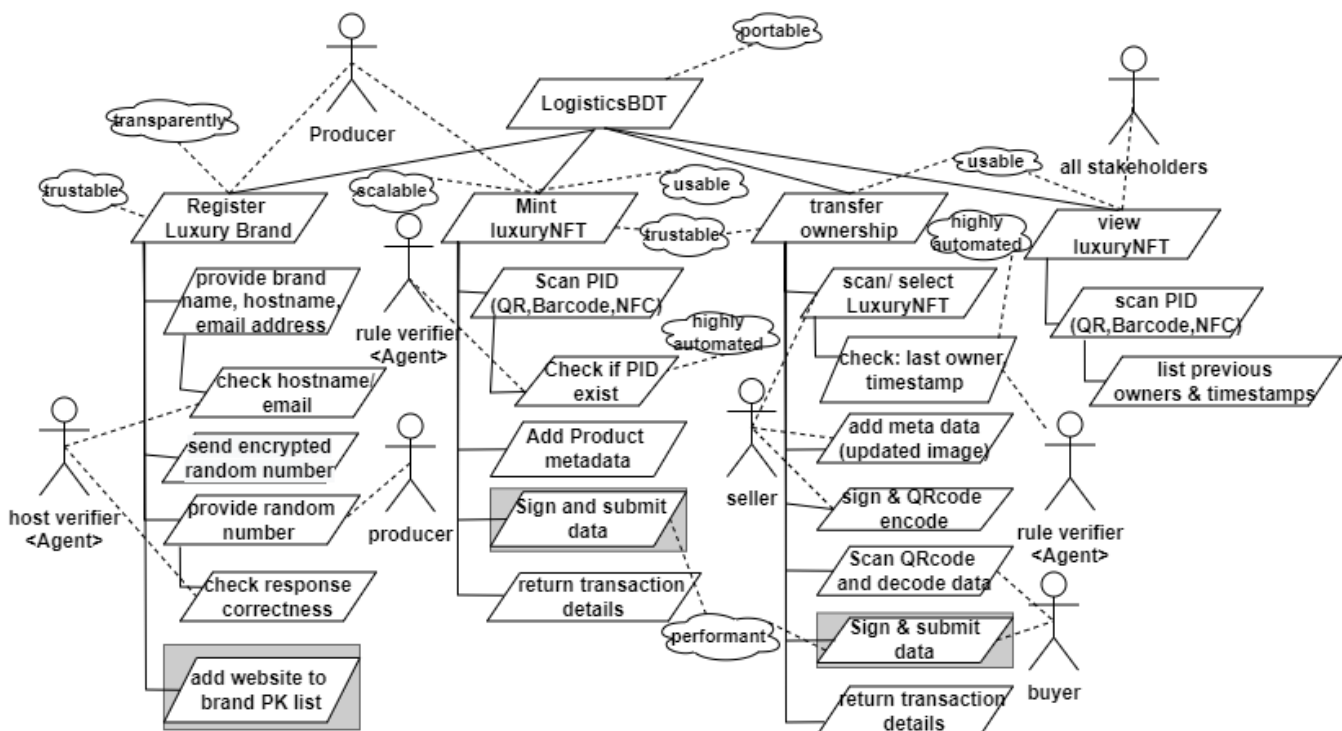 portable
LogisticsBDT
Producer
transparently
all stakeholders
trustable
scalable
usable
usable
Register
Luxury Brand
Mint
luxuryNFT
trustable
transfer
ownership
highly
automated
view
luxuryNFT
provide brand
name, hostname,
email address
rule verifier
<Agent>
Scan PID
(QR,Barcode,NFC)
scan/ select
LuxuryNFT
scan PID
(QR,Barcode,NFC)
highly
automated
check hostname/
email
Check if PID
exist
check: last owner
timestamp
list previous
owners & timestamps
send encrypted
random number
Add Product
metadata
add meta data
(updated image)
seller
host verifier
<Agent>
provide random
number
producer
Sign and submit
data
sign & QRcode
encode
rule verifier
<Agent>
check response
correctness
return transaction
details
Scan QRcode
and decode data
performant
Sign & submit
data
buyer
add website to
brand PK list
return transaction
details